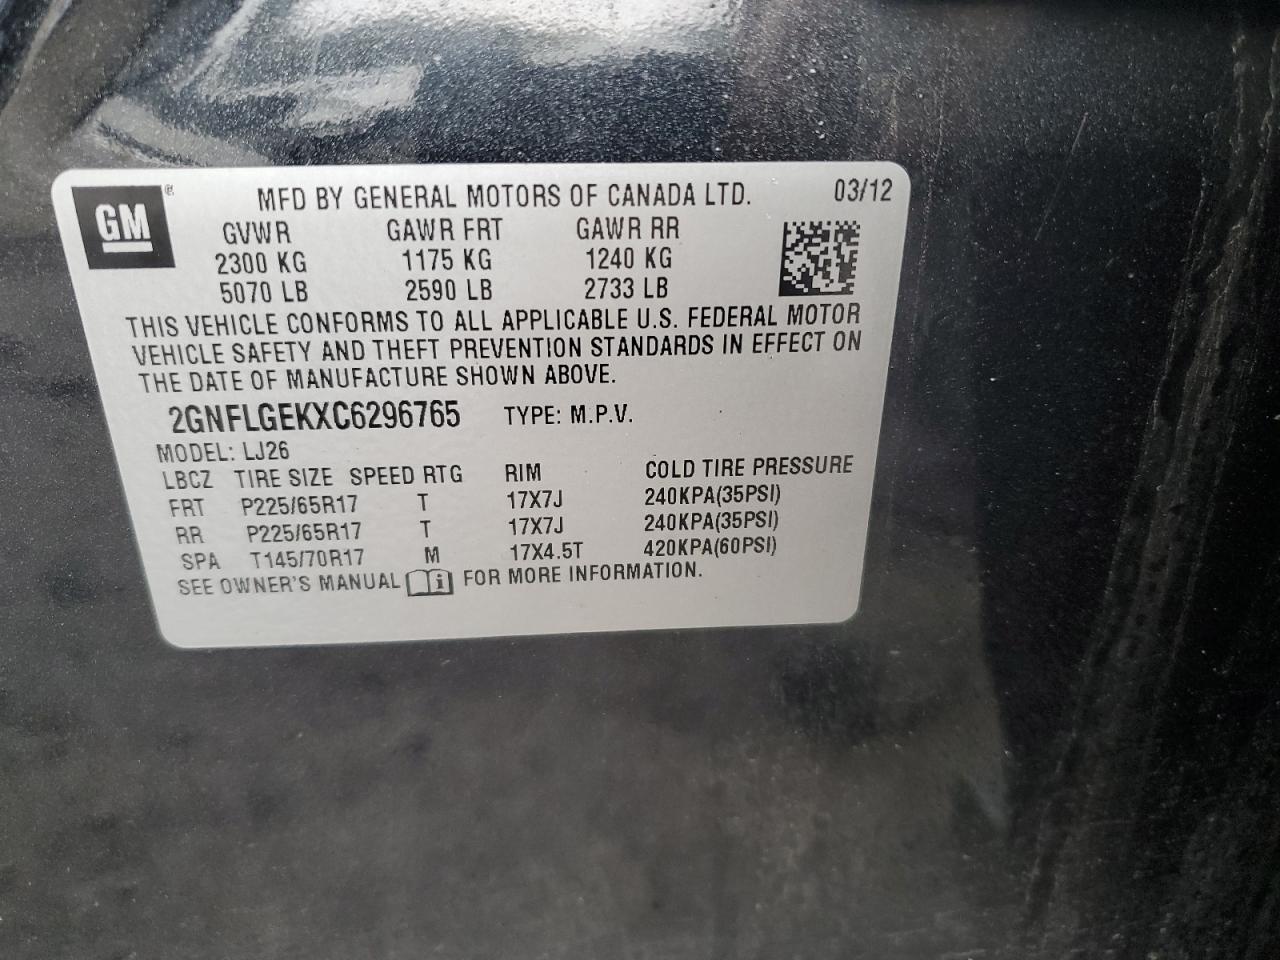 GM ® MFD BY GENERAL MOTORS OF CANADA LTD. 03/12
GVWR GAWR FRT GAWR RR
2300 KG 1175 KG 1240 KG
5070 LB 2590 LB 2733 LB
THIS VEHICLE CONFORMS TO ALL APPLICABLE U.S. FEDERAL MOTOR
VEHICLE SAFETY AND THEFT PREVENTION STANDARDS IN EFFECT ON
THE DATE OF MANUFACTURE SHOWN ABOVE.
2GNFLGEKXC6296765 TYPE: M.P.V.
MODEL: LJ26
LBCZ TIRE SIZE SPEED RTG RIM COLD TIRE PRESSURE
FRT P225/65R17 T 17X7J 240KPA(35PSI)
RR P225/65R17 T 17X7J 240KPA(35PSI)
SPA T145/70R17 M 17X4.5T 420KPA(60PSI)
SEE OWNER'S MANUAL i FOR MORE INFORMATION.